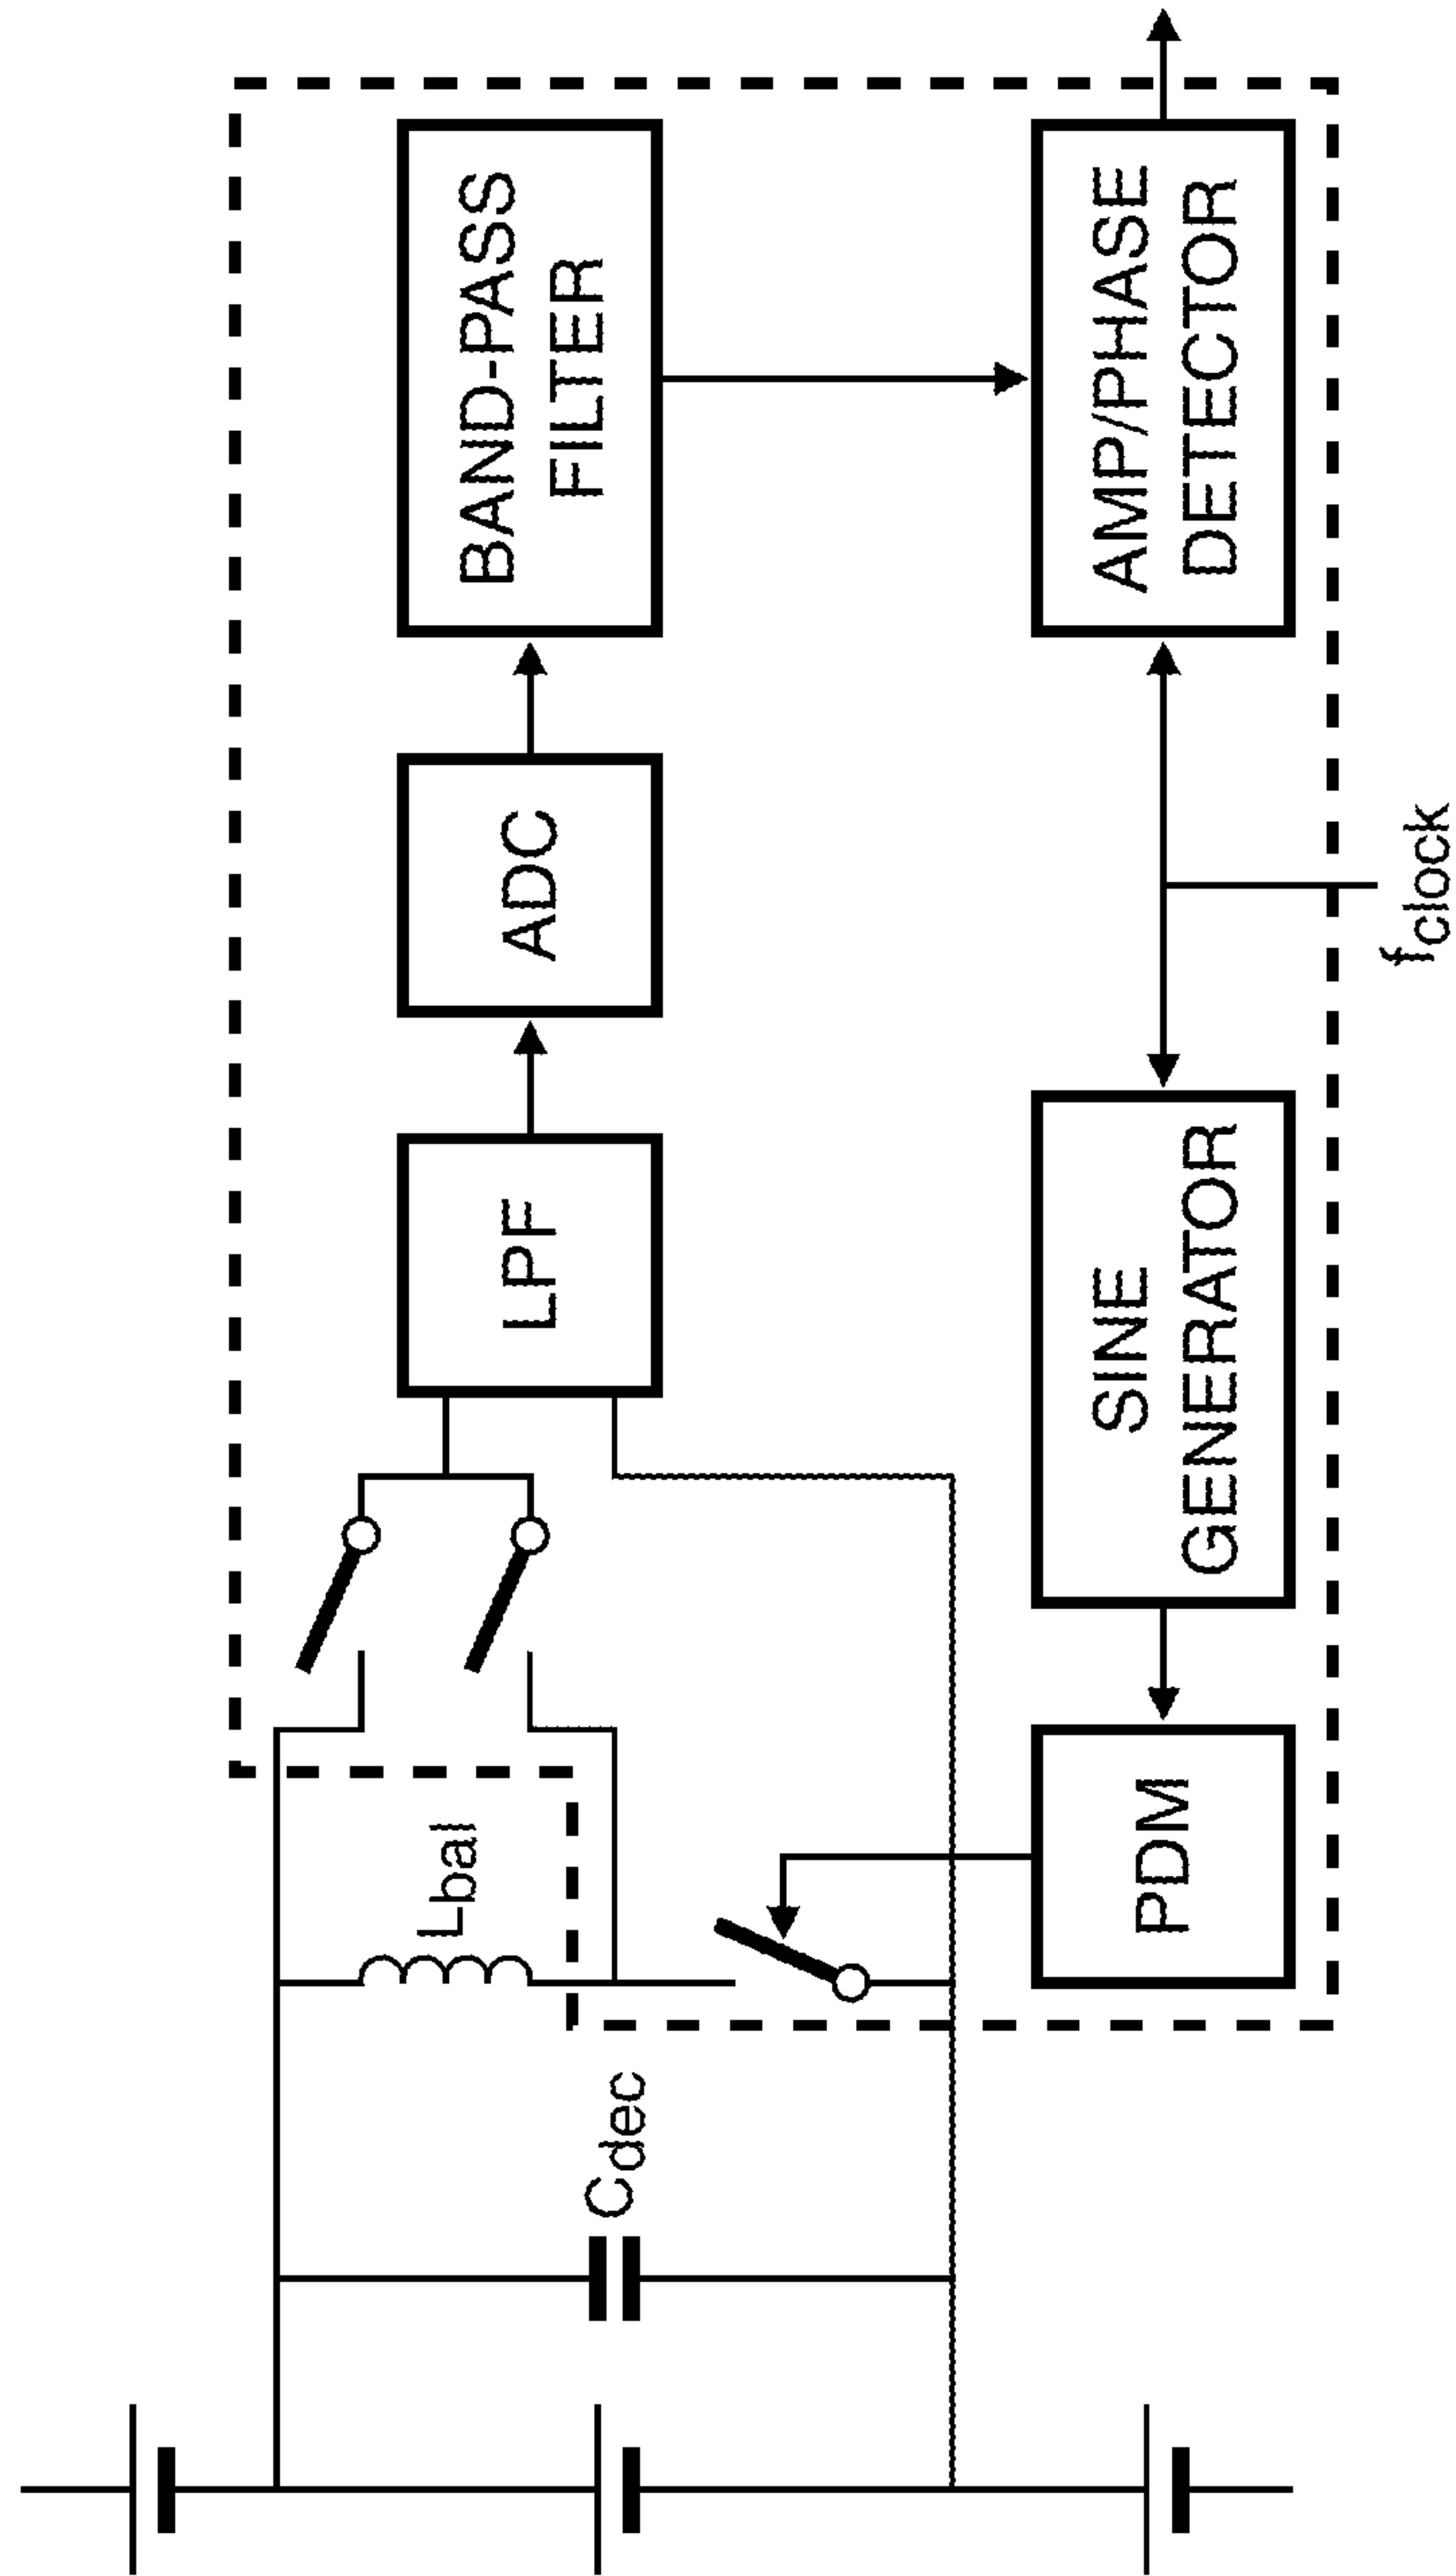 C_dec
L_bal
LPF
ADC
BAND-PASS
FILTER
PDM
SINE
GENERATOR
AMP/PHASE
DETECTOR
f_clock